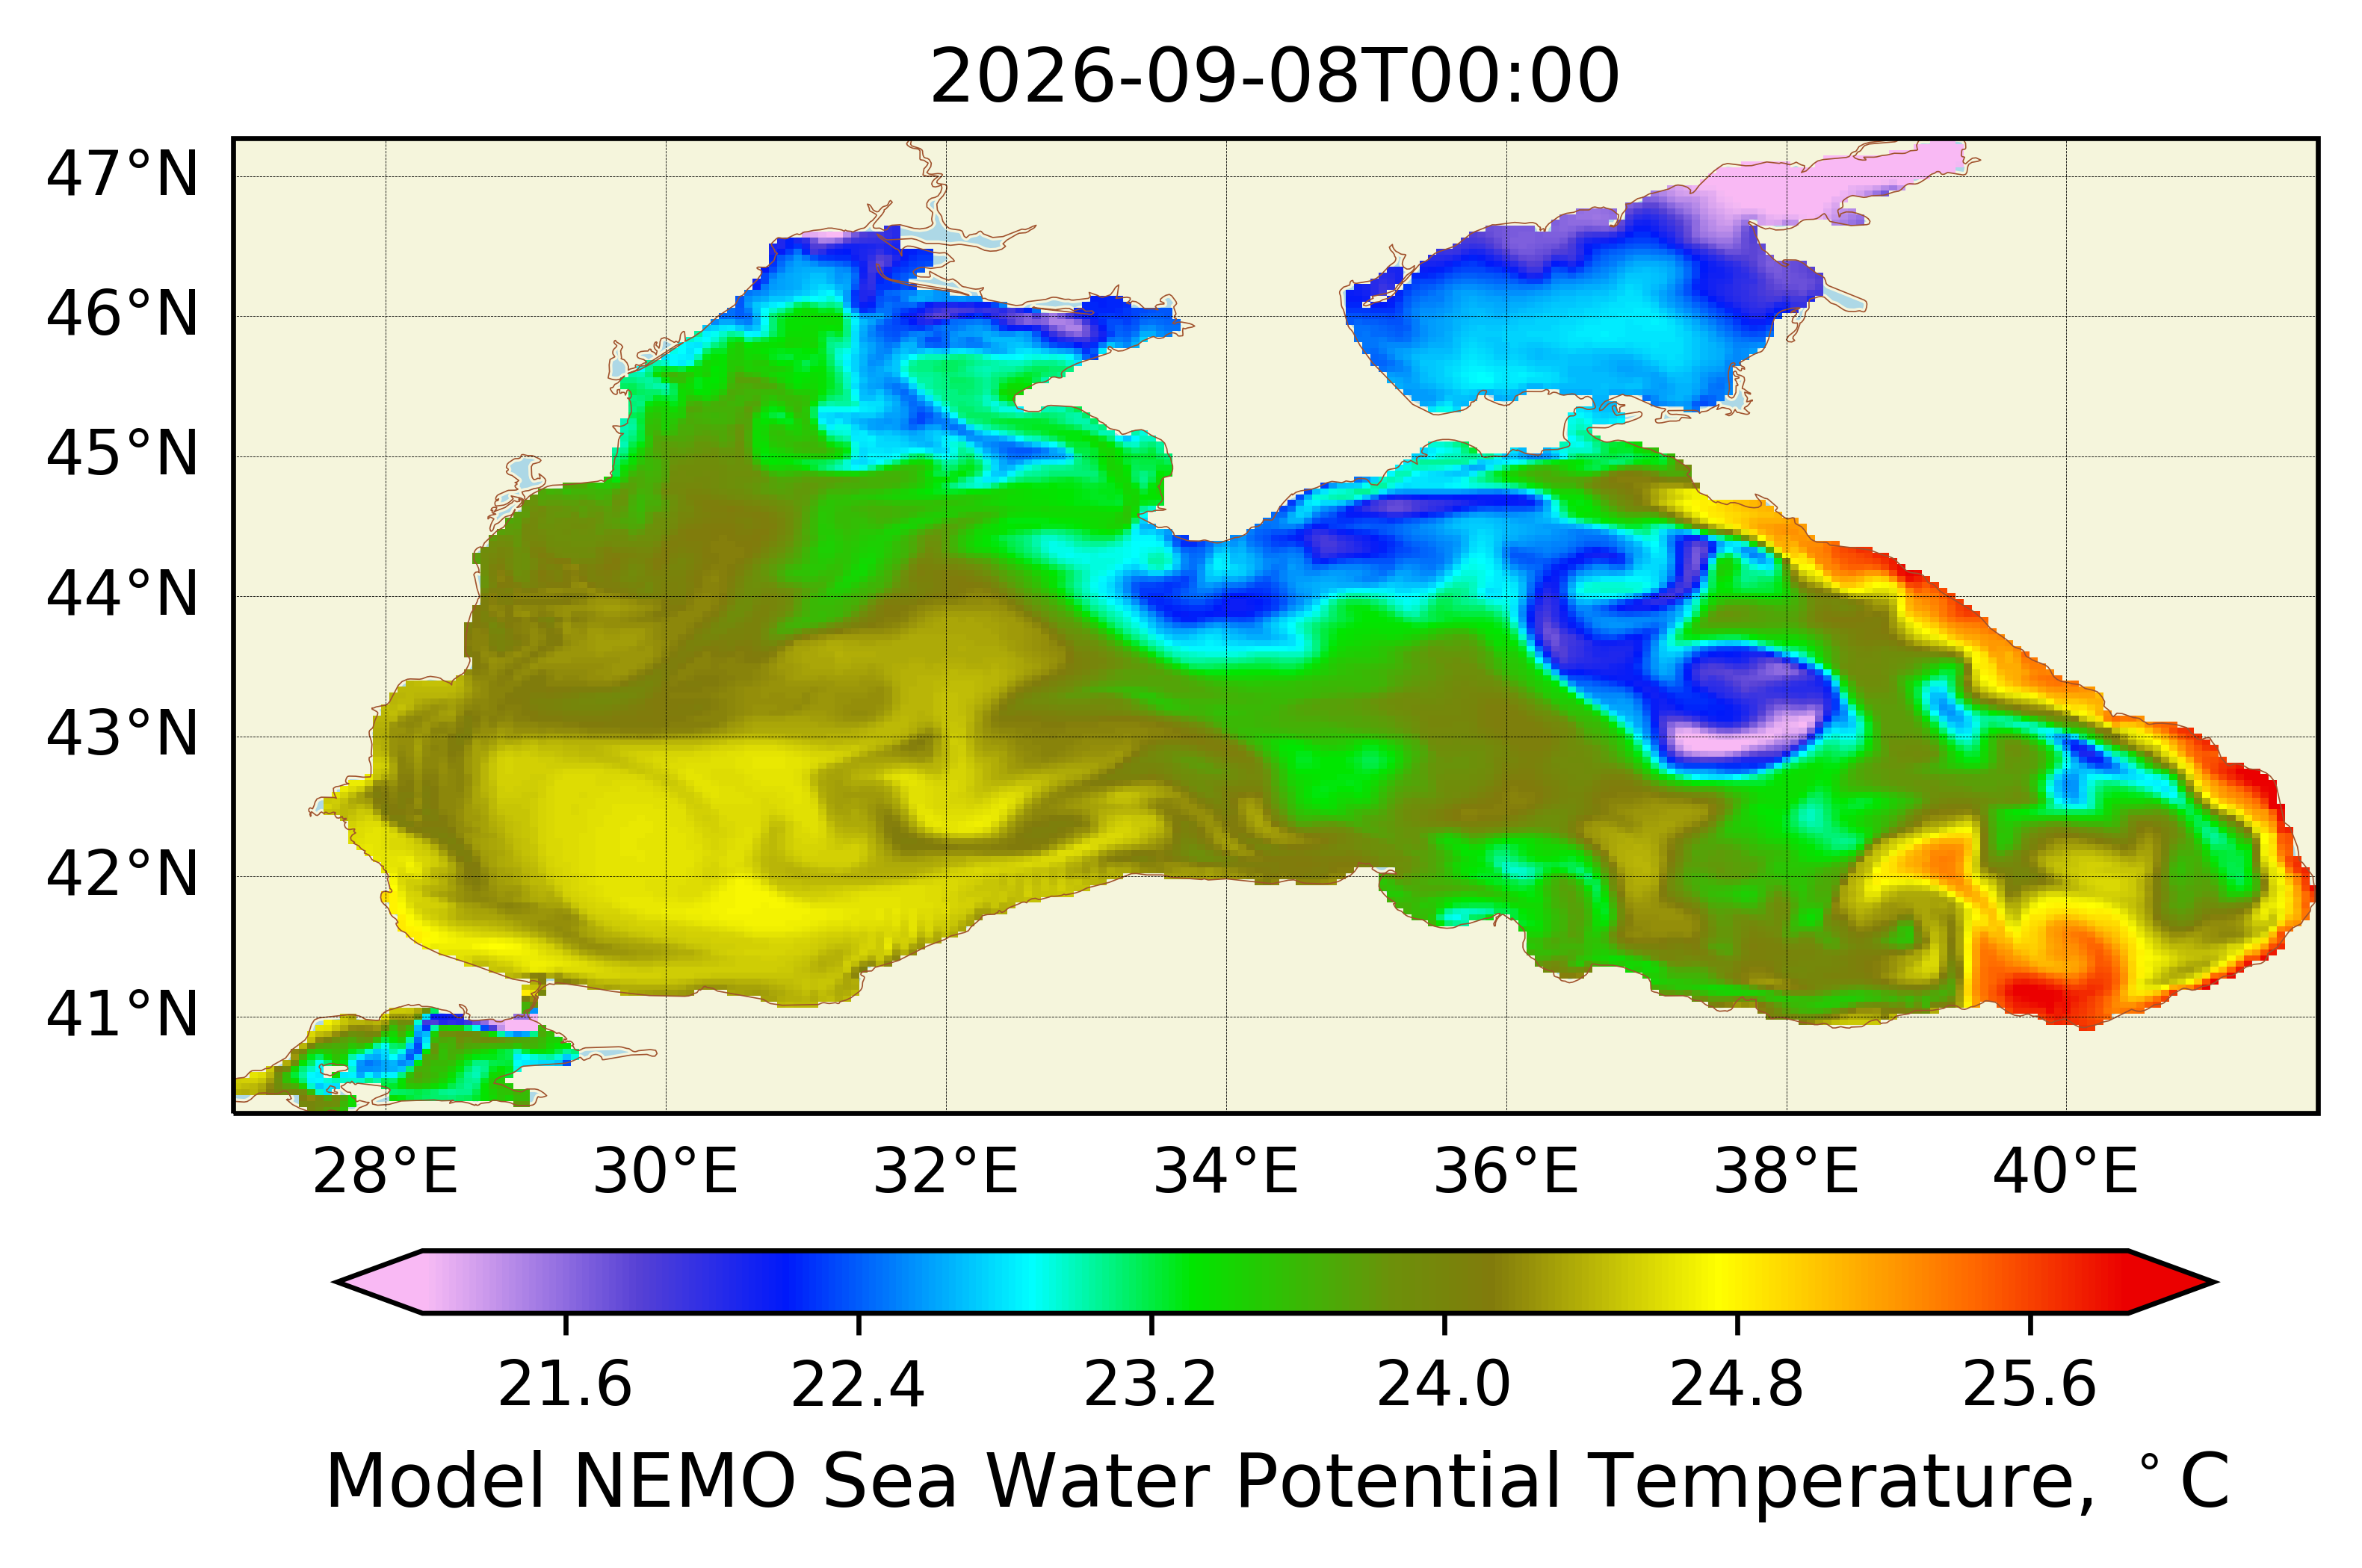 2026-09-08T00:00
47°N
46°N
45°N
44°N
43°N
42°N
41°N
28°E 30°E 32°E 34°E 36°E 38°E 40°E
21.6 22.4 23.2 24.0 24.8 25.6
Model NEMO Sea Water Potential Temperature, °C